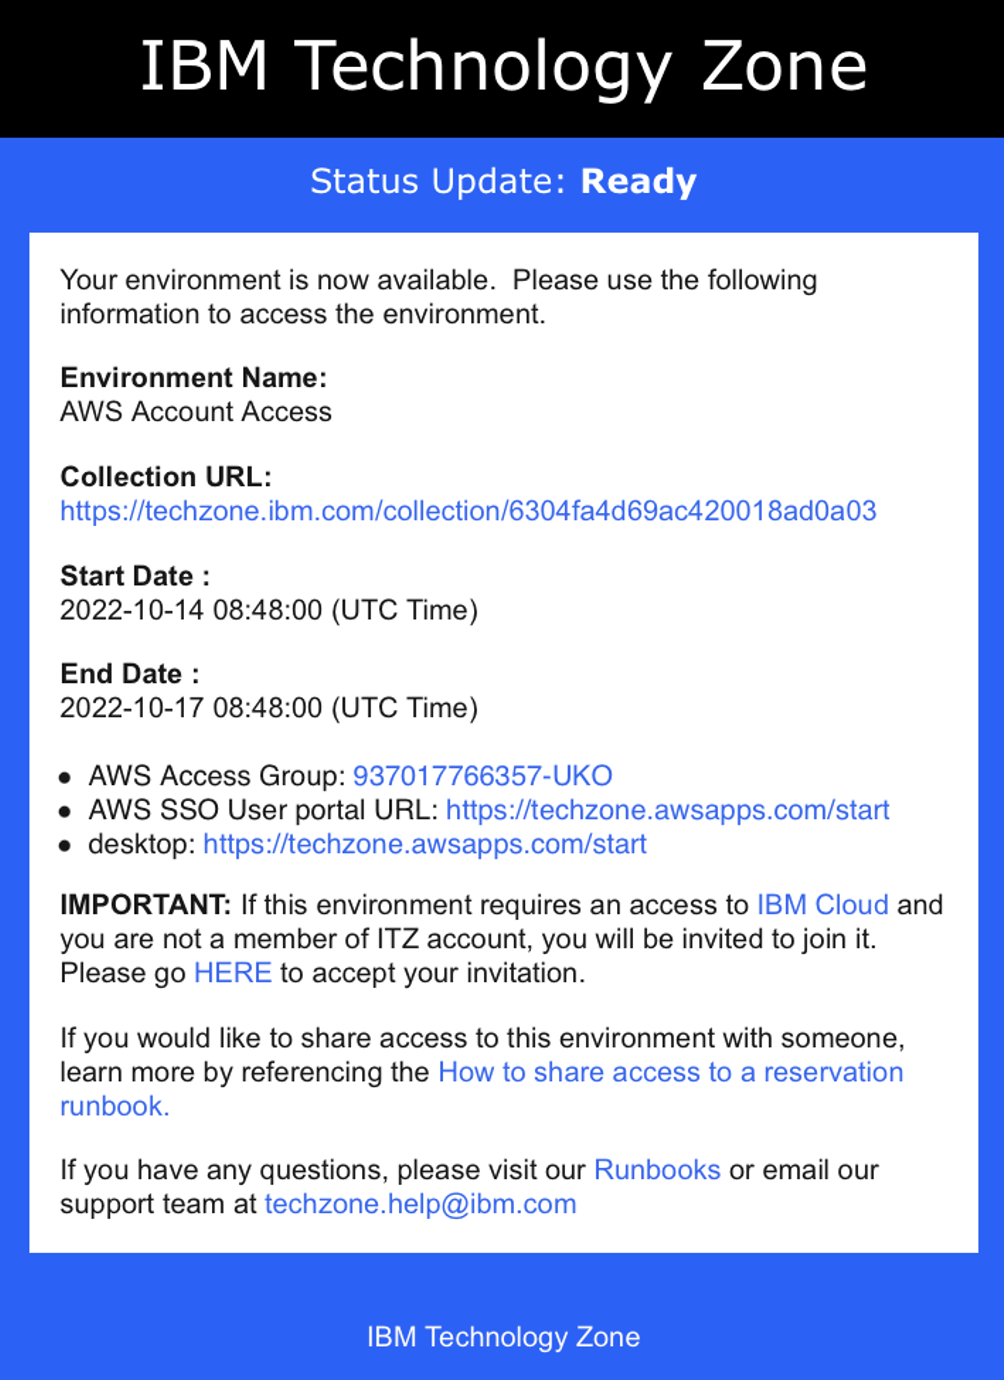 IBM Technology Zone
Status Update: Ready
Your environment is now available.  Please use the following
information to access the environment.
Environment Name:
AWS Account Access
Collection URL:
https://techzone.ibm.com/collection/6304fa4d69ac420018ad0a03
Start Date :
2022-10-14 08:48:00 (UTC Time)
End Date :
2022-10-17 08:48:00 (UTC Time)
• AWS Access Group: 937017766357-UKO
• AWS SSO User portal URL: https://techzone.awsapps.com/start
• desktop: https://techzone.awsapps.com/start
IMPORTANT: If this environment requires an access to IBM Cloud and
you are not a member of ITZ account, you will be invited to join it.
Please go HERE to accept your invitation.
If you would like to share access to this environment with someone,
learn more by referencing the How to share access to a reservation
runbook.
If you have any questions, please visit our Runbooks or email our
support team at techzone.help@ibm.com
IBM Technology Zone